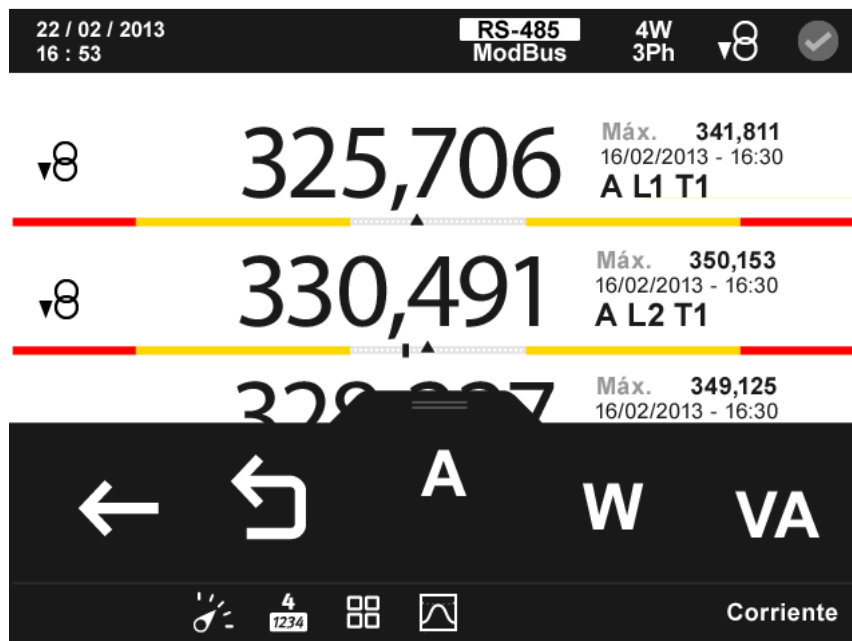 22 / 02 / 2013
16 : 53
RS-485
ModBus
4W
3Ph
325,706
Máx. 341,811
16/02/2013 - 16:30
A L1 T1
330,491
Máx. 350,153
16/02/2013 - 16:30
A L2 T1
Máx. 349,125
16/02/2013 - 16:30
A
W
VA
4
1234
Corriente